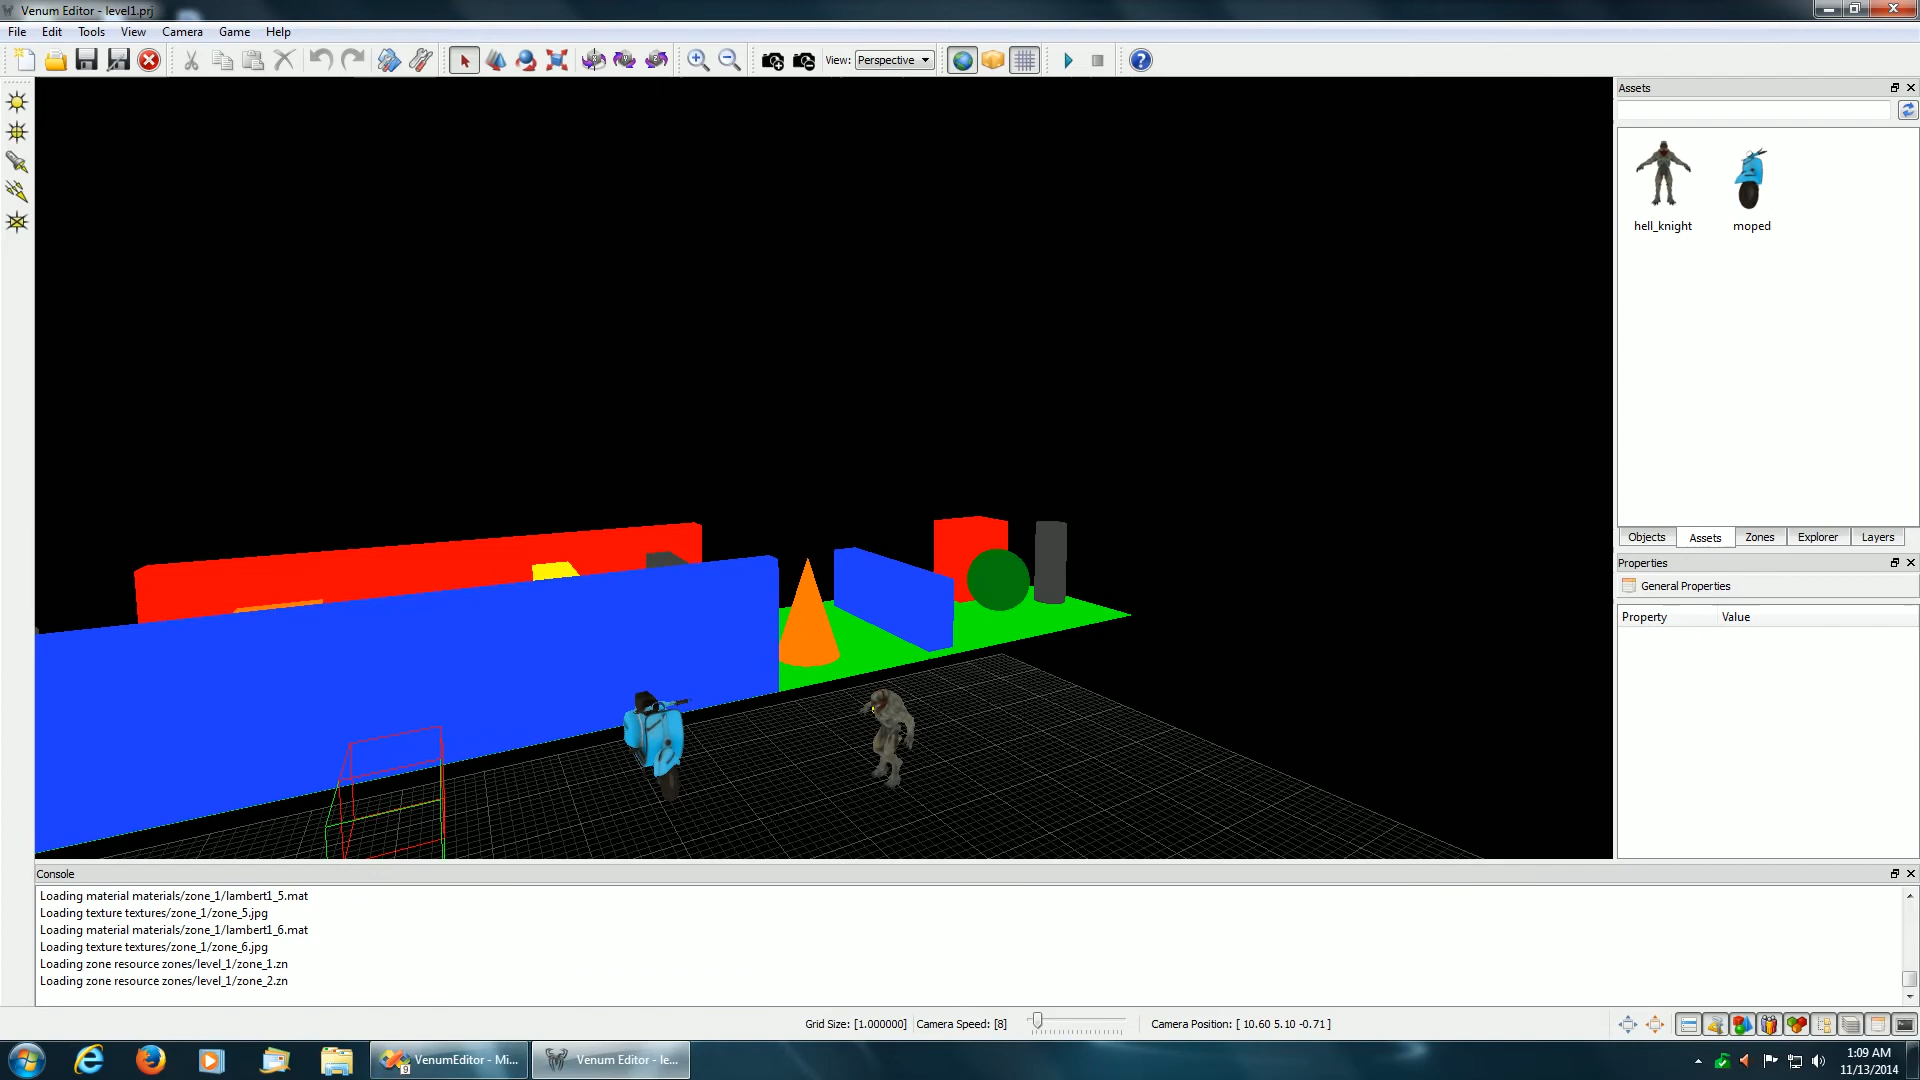 Venum Editor - level1.prj
File Edit Tools View Camera Game Help
View: Perspective
Assets
hell_knight moped
Objects Assets Zones Explorer Layers
Properties
General Properties
Property Value
Console
Loading material materials/zone_1/lambert1_5.mat
Loading texture textures/zone_1/zone_5.jpg
Loading material materials/zone_1/lambert1_6.mat
Loading texture textures/zone_1/zone_6.jpg
Loading zone resource zones/level_1/zone_1.zn
Loading zone resource zones/level_1/zone_2.zn
Grid Size: [1.000000] Camera Speed: [8] Camera Position: [ 10.60 5.10 -0.71 ]
9 VenumEditor - Mi... Venum Editor - le... 1:09 AM
11/13/2014